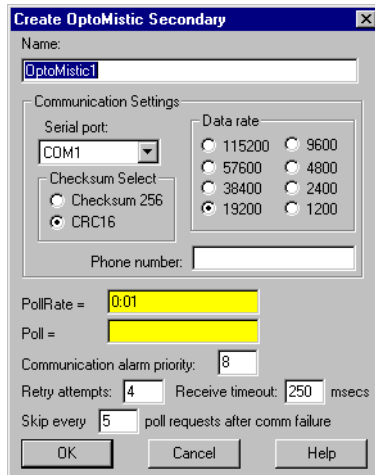 Create OptoMistic Secondary
Name:
OptoMistic1
Communication Settings
Serial port:
COM1
Data rate
115200 9600
57600 4800
38400 2400
19200 1200
Checksum Select
Checksum 256
CRC16
Phone number:
PollRate = 0:01
Poll =
Communication alarm priority: 8
Retry attempts: 4 Receive timeout: 250 msecs
Skip every 5 poll requests after comm failure
OK Cancel Help